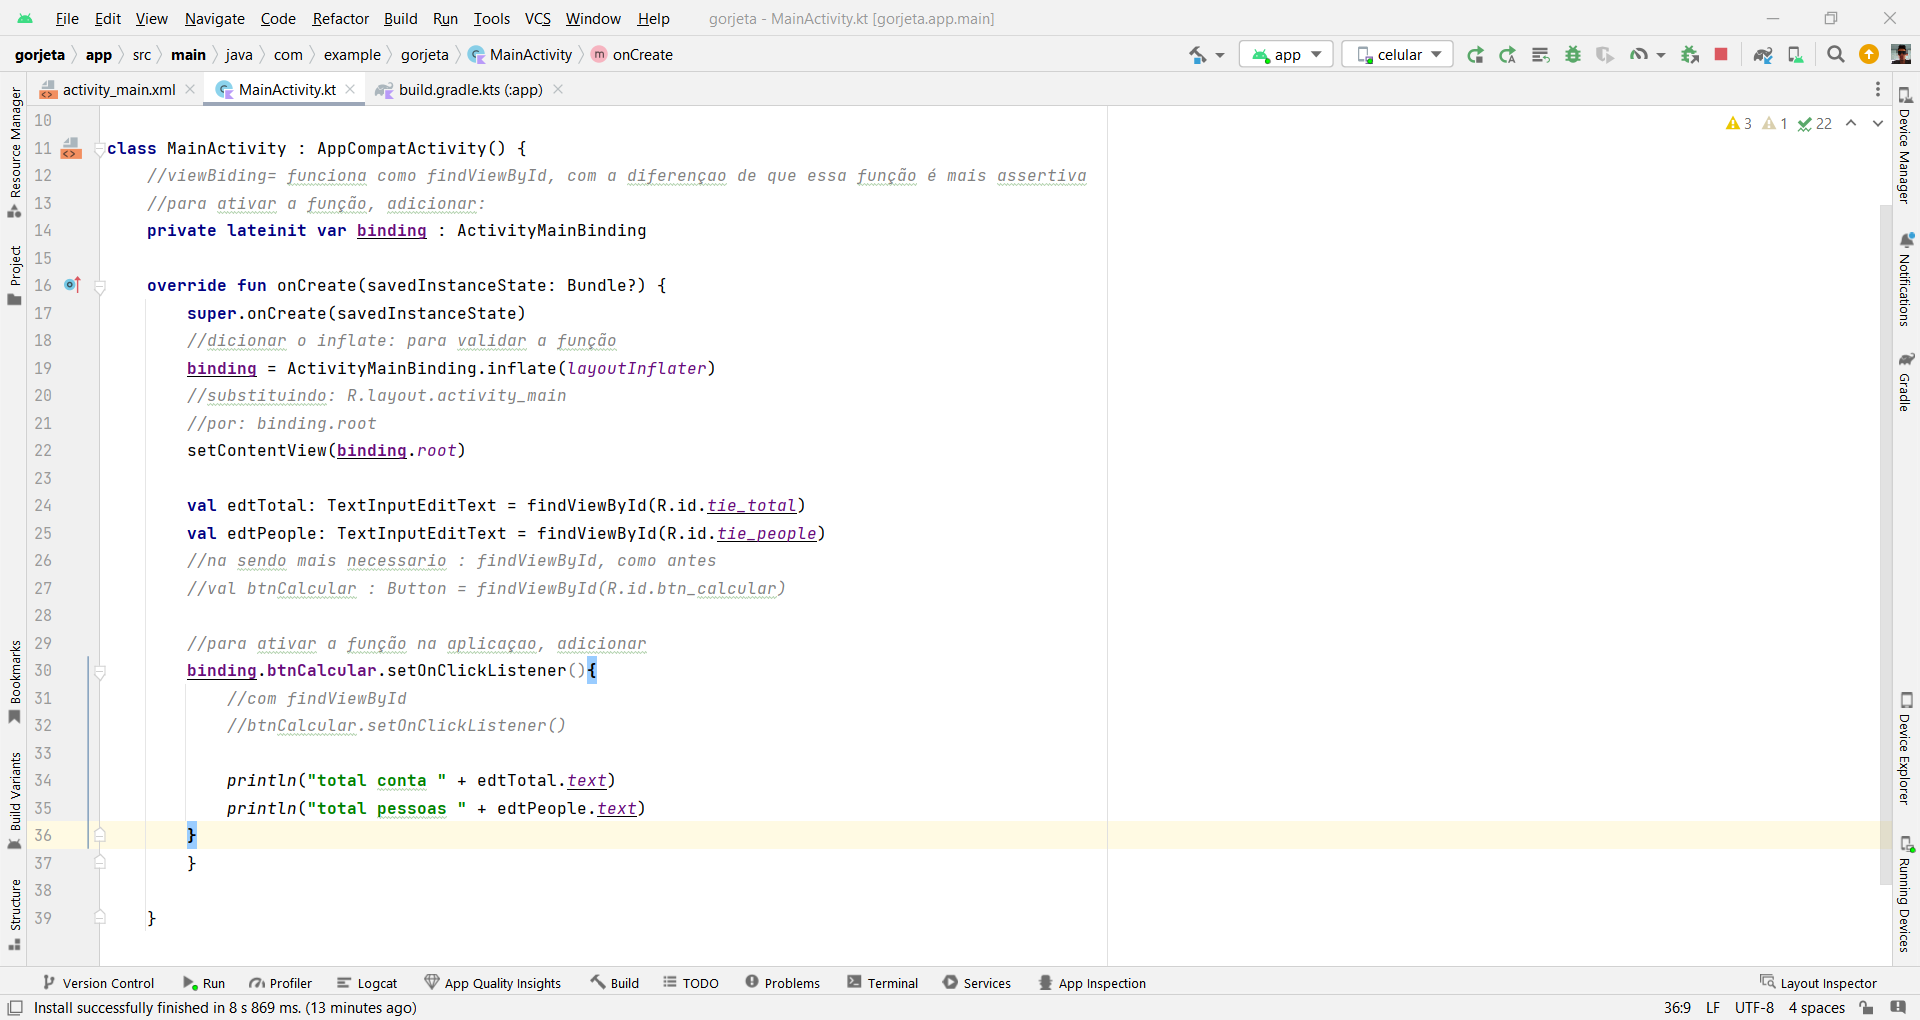 File Edit View Navigate Code Refactor Build Run Tools VCS Window Help gorjeta - MainActivity.kt [gorjeta.app.main]
gorjeta app src main java com example gorjeta MainActivity m onCreate app celular
activity_main.xml MainActivity.kt build.gradle.kts (:app)
3 1 22
10
11 class MainActivity : AppCompatActivity() {
12 //viewBiding= funciona como findViewById, com a diferençao de que essa função é mais assertiva
13 //para ativar a função, adicionar:
14 private lateinit var binding : ActivityMainBinding
15
16 override fun onCreate(savedInstanceState: Bundle?) {
17 super.onCreate(savedInstanceState)
18 //dicionar o inflate: para validar a função
19 binding = ActivityMainBinding.inflate(layoutInflater)
20 //substituindo: R.layout.activity_main
21 //por: binding.root
22 setContentView(binding.root)
23
24 val edtTotal: TextInputEditText = findViewById(R.id.tie_total)
25 val edtPeople: TextInputEditText = findViewById(R.id.tie_people)
26 //na sendo mais necessario : findViewById, como antes
27 //val btnCalcular : Button = findViewById(R.id.btn_calcular)
28
29 //para ativar a função na aplicaçao, adicionar
30 binding.btnCalcular.setOnClickListener(){
31 //com findViewById
32 //btnCalcular.setOnClickListener()
33
34 println("total conta " + edtTotal.text)
35 println("total pessoas " + edtPeople.text)
36 }
37 }
38
39 }
Resource Manager
Project
Bookmarks
Build Variants
Structure
Device Manager
Notifications
Gradle
Device Explorer
Running Devices
Version Control Run Profiler Logcat App Quality Insights Build TODO Problems Terminal Services App Inspection Layout Inspector
Install successfully finished in 8 s 869 ms. (13 minutes ago) 36:9 LF UTF-8 4 spaces